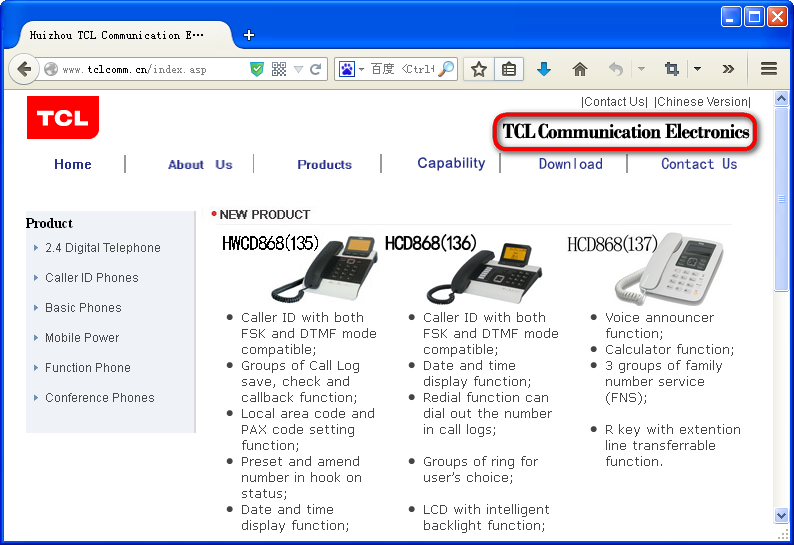 Huizhou TCL Communication E…
www.tclcomm.cn/index.asp
百度 <Ctrl+
|Contact Us| |Chinese Version|
TCL
TCL Communication Electronics
Home About Us Products Capability Download Contact Us
Product
2.4 Digital Telephone
Caller ID Phones
Basic Phones
Mobile Power
Function Phone
Conference Phones
NEW PRODUCT
HWCD868(135)
Caller ID with both
FSK and DTMF mode
compatible;
Groups of Call Log
save, check and
callback function;
Local area code and
PAX code setting
function;
Preset and amend
number in hook on
status;
Date and time
display function;
HCD868(136)
Caller ID with both
FSK and DTMF mode
compatible;
Date and time
display function;
Redial function can
dial out the number
in call logs;
Groups of ring for
user's choice;
LCD with intelligent
backlight function;
HCD868(137)
Voice announcer
function;
Calculator function;
3 groups of family
number service
(FNS);
R key with extention
line transferrable
function.